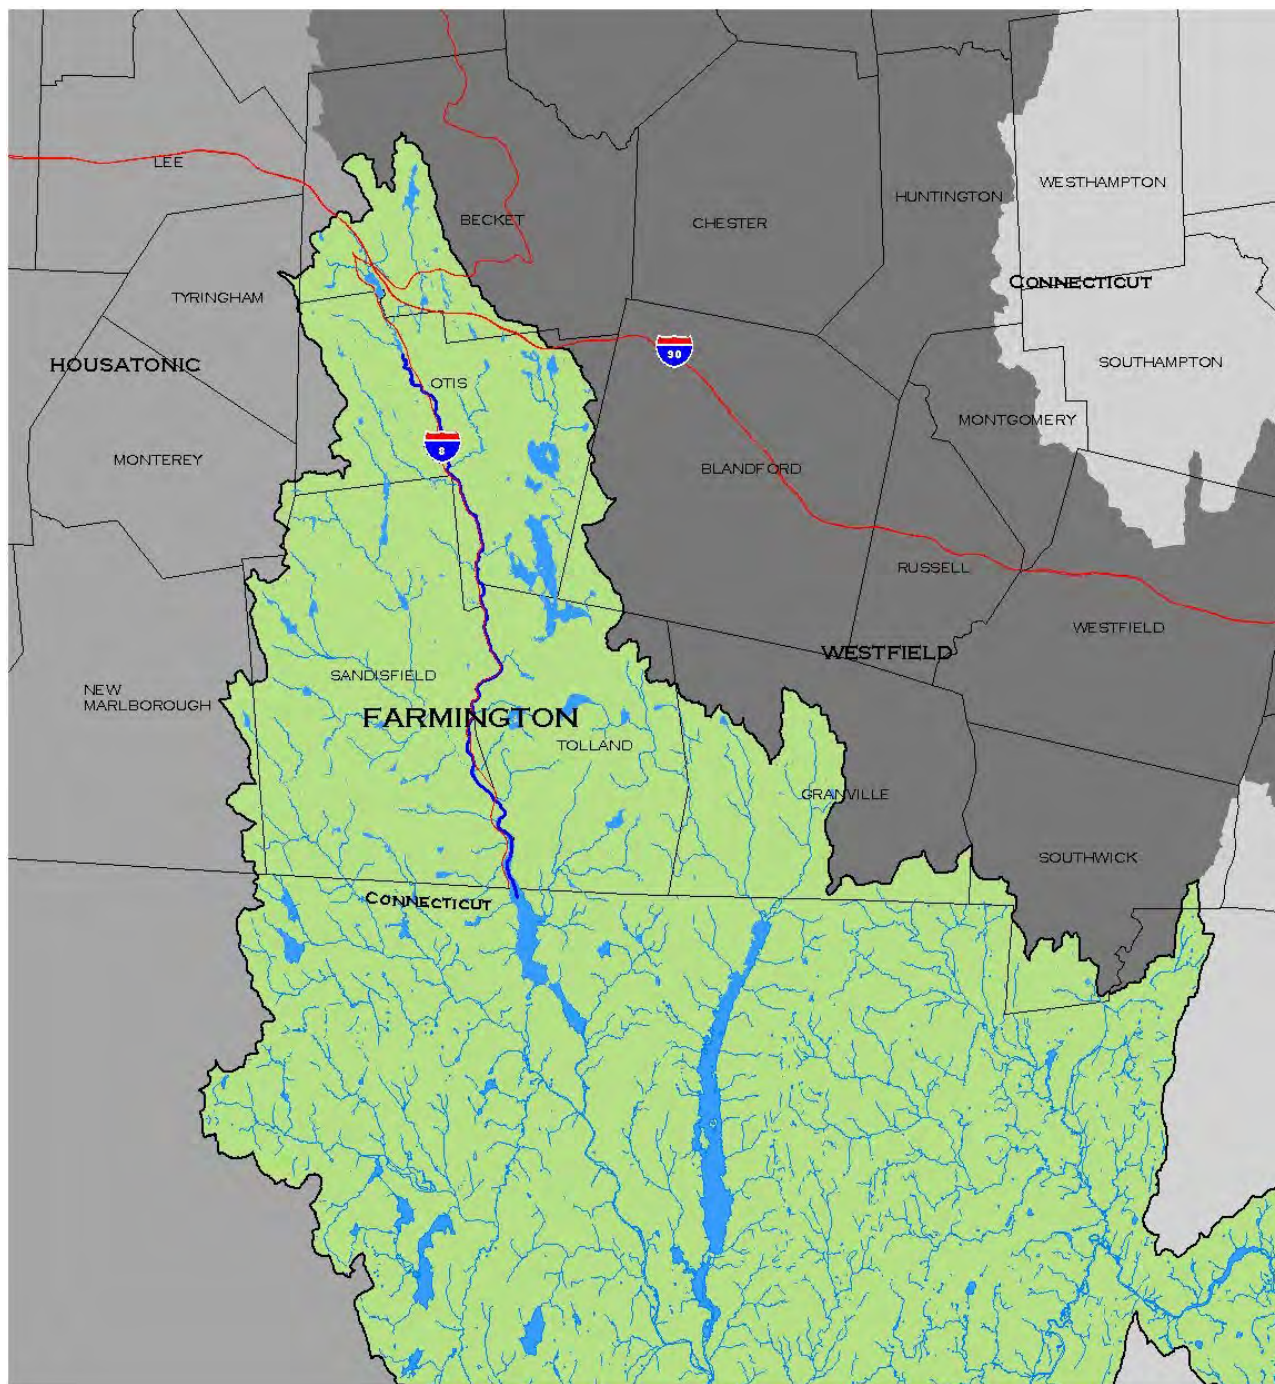 LEE
WESTHAMPTON
HUNTINGTON
BECKET
CHESTER
CONNECTICUT
TYRINGHAM
90
HOUSATONIC
SOUTHAMPTON
OTIS
MONTGOMERY
8
MONTEREY
BLANDFORD
RUSSELL
WESTFIELD
WESTFIELD
SANDISFIELD
NEW
MARLBOROUGH
FARMINGTON
TOLLAND
GRANVILLE
SOUTHWICK
CONNECTICUT